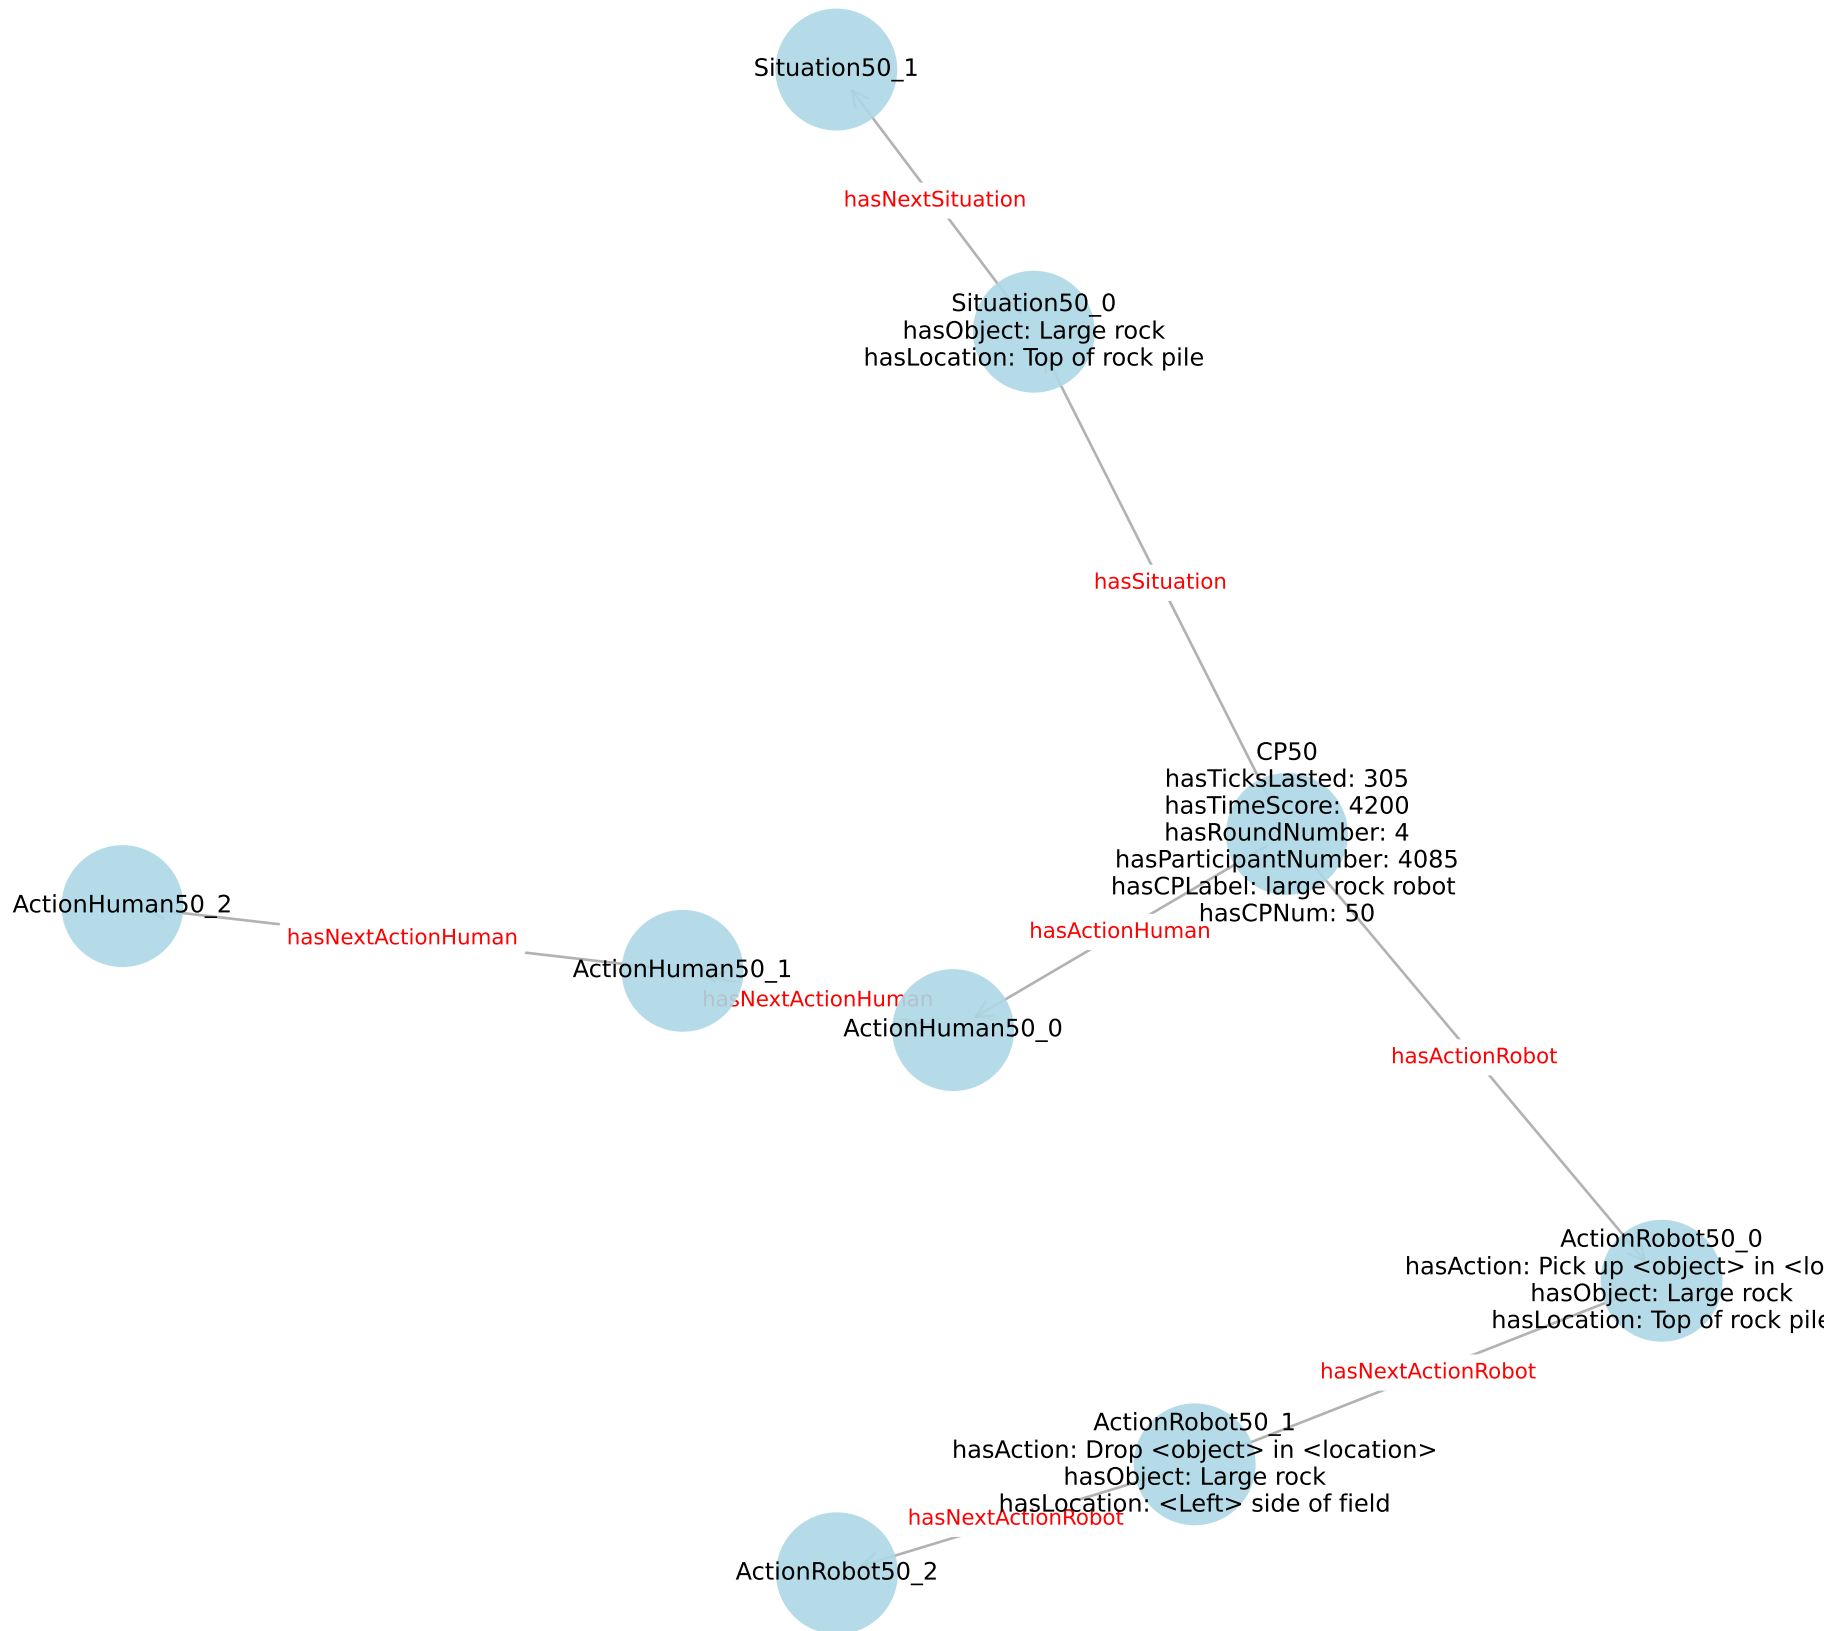 Situation50_1
hasNextSituation
Situation50_0
hasObject: Large rock
hasLocation: Top of rock pile
hasSituation
CP50
hasTicksLasted: 305
hasTimeScore: 4200
hasRoundNumber: 4
hasParticipantNumber: 4085
hasCPLabel: large rock robot
hasCPNum: 50
hasActionHuman
ActionHuman50_2
hasNextActionHuman
ActionHuman50_1
hasNextActionHuman
ActionHuman50_0
hasActionRobot
ActionRobot50_0
hasAction: Pick up <object> in <lo
hasObject: Large rock
hasLocation: Top of rock pile
hasNextActionRobot
ActionRobot50_1
hasAction: Drop <object> in <location>
hasObject: Large rock
hasLocation: <Left> side of field
hasNextActionRobot
ActionRobot50_2